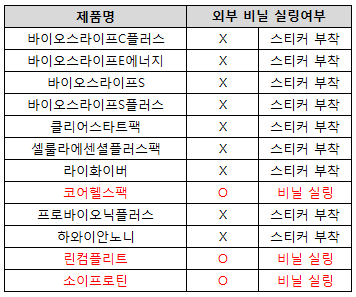 제품명 외부 비닐 실링여부
바이오스라이프C플러스 X 스티커 부착
바이오스라이프E에너지 X 스티커 부착
바이오스라이프S X 스티커 부착
바이오스라이프S플러스 X 스티커 부착
클리어스타트팩 X 스티커 부착
셀룰라에센셜플러스팩 X 스티커 부착
라이화이버 X 스티커 부착
코어헬스팩 O 비닐 실링
프로바이오닉플러스 X 스티커 부착
하와이안노니 X 스티커 부착
린컴플리트 O 비닐 실링
소이프로틴 O 비닐 실링